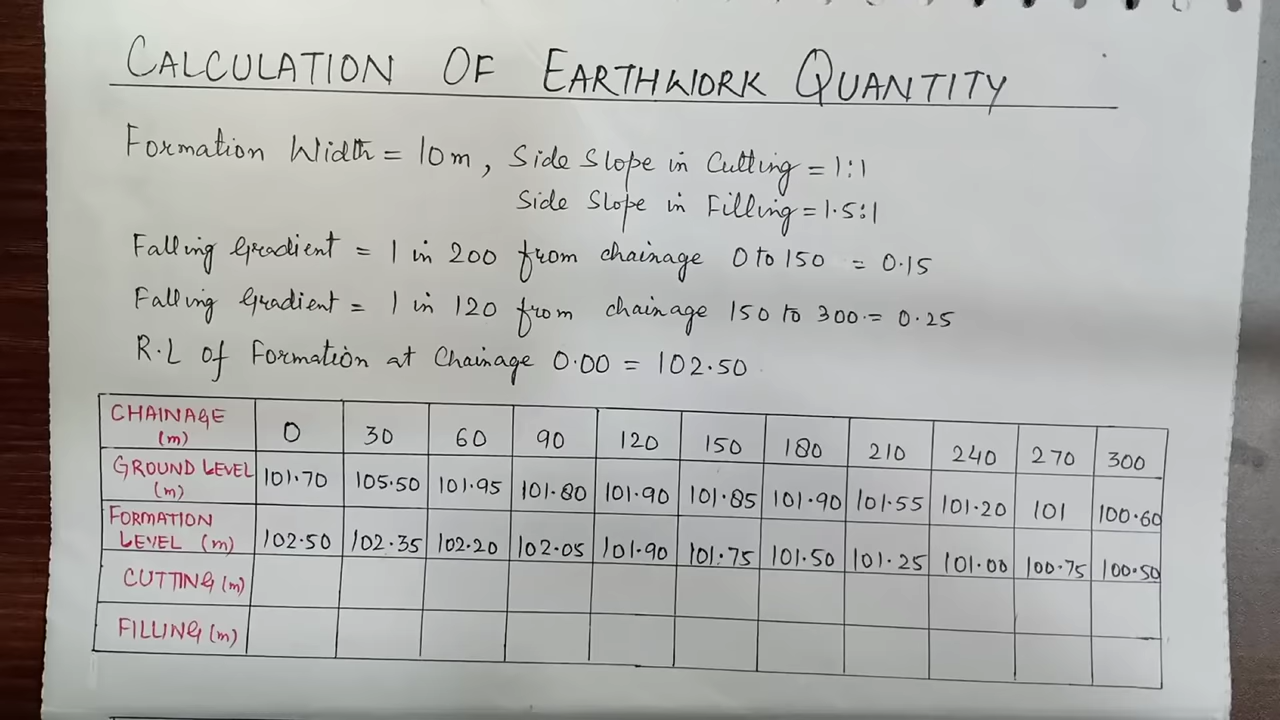 CALCULATION OF EARTHWORK QUANTITY
Formation Width = 10m, Side Slope in Cutting = 1:1
Side Slope in Filling = 1.5:1
Falling Gradient = 1 in 200 from chainage 0 to 150 = 0.15
Falling Gradient = 1 in 120 from chainage 150 to 300 = 0.25
R.L of Formation at Chainage 0.00 = 102.50
CHAINAGE (m) 0 30 60 90 120 150 180 210 240 270 300
GROUND LEVEL (m) 101.70 105.50 101.95 101.80 101.90 101.85 101.90 101.55 101.20 101 100.60
FORMATION LEVEL (m) 102.50 102.35 102.20 102.05 101.90 101.75 101.50 101.25 101.00 100.75 100.50
CUTTING (m)
FILLING (m)